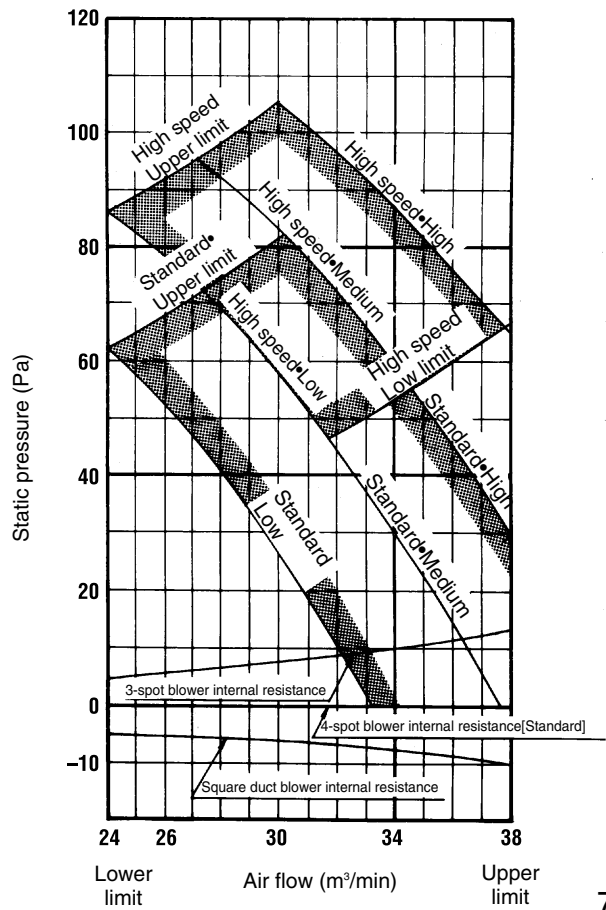 120
100
80
60
40
20
0
−10
Static pressure (Pa)
High speed
Upper limit
High speed•High
High speed•Medium
Standard•
Upper limit
High speed•Low
High speed
Low limit
Standard•High
Standard
Low
Standard•Medium
3-spot blower internal resistance
4-spot blower internal resistance[Standard]
Square duct blower internal resistance
24 26 30 34 38
Lower
limit
Air flow (m³/min)
Upper
limit